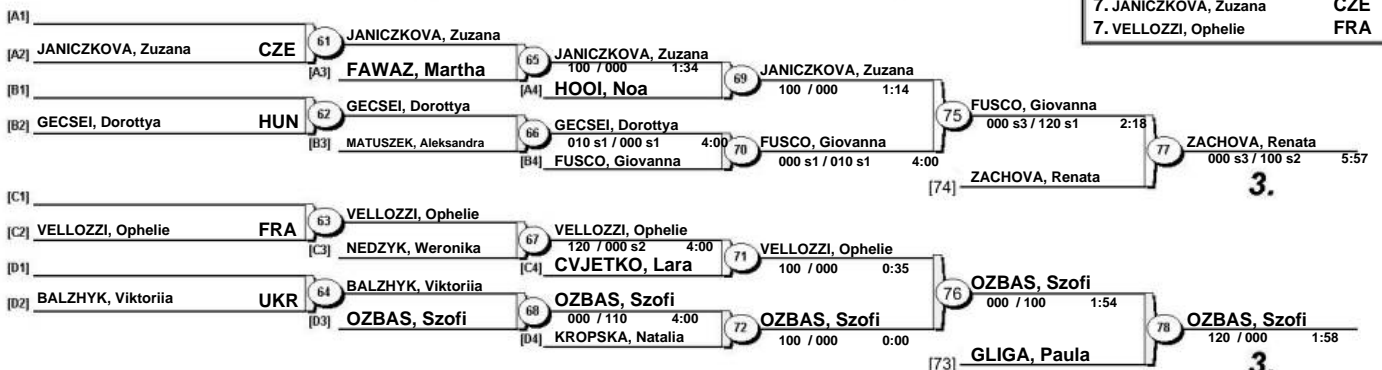 7. JANICZKOVA, Zuzana CZE
7. VELLOZZI, Ophelie FRA
[A1]
[A2] JANICZKOVA, Zuzana CZE
61 JANICZKOVA, Zuzana
[A3] FAWAZ, Martha
65 JANICZKOVA, Zuzana
100 / 000 1:34
[A4] HOOI, Noa
69 JANICZKOVA, Zuzana
100 / 000 1:14
[B1]
[B2] GECSEI, Dorottya HUN
62 GECSEI, Dorottya
[B3] MATUSZEK, Aleksandra
66 GECSEI, Dorottya
010 s1 / 000 s1 4:00
[B4] FUSCO, Giovanna
70 FUSCO, Giovanna
000 s1 / 010 s1 4:00
75 FUSCO, Giovanna
000 s3 / 120 s1 2:18
[74] ZACHOVA, Renata
77 ZACHOVA, Renata
000 s3 / 100 s2 5:57
3.
[C1]
[C2] VELLOZZI, Ophelie FRA
63 VELLOZZI, Ophelie
[C3] NEDZYK, Weronika
67 VELLOZZI, Ophelie
120 / 000 s2 4:00
[C4] CVJETKO, Lara
71 VELLOZZI, Ophelie
100 / 000 0:35
[D1]
[D2] BALZHYK, Viktoriia UKR
64 BALZHYK, Viktoriia
[D3] OZBAS, Szofi
68 OZBAS, Szofi
000 / 110 4:00
[D4] KROPSKA, Natalia
72 OZBAS, Szofi
100 / 000 0:00
76 OZBAS, Szofi
000 / 100 1:54
[73] GLIGA, Paula
78 OZBAS, Szofi
120 / 000 1:58
3.